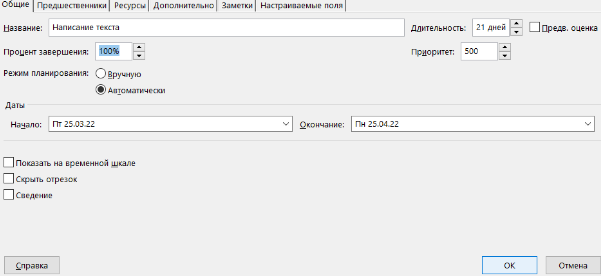 Общие Предшественники Ресурсы Дополнительно Заметки Настраиваемые поля
Название: Написание текста Длительность: 21 дней Предв. оценка
Процент завершения: 100% Приоритет: 500
Режим планирования: Вручную
Автоматически
Даты
Начало: Пт 25.03.22 Окончание: Пн 25.04.22
Показать на временной шкале
Скрыть отрезок
Сведение
Справка OK Отмена